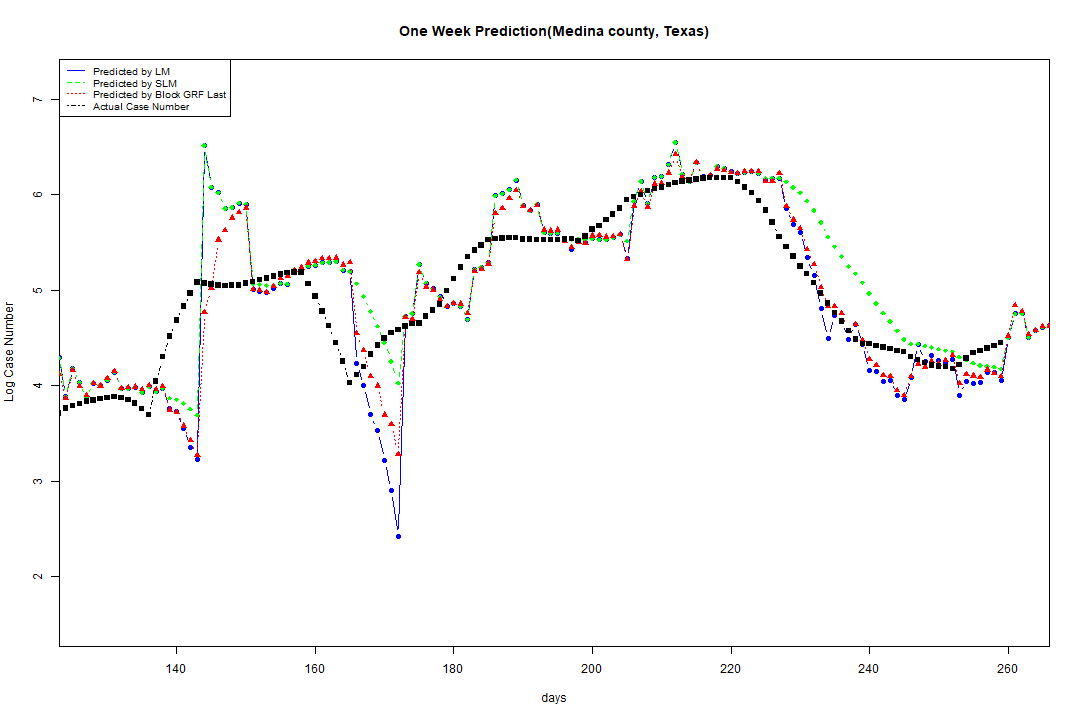 One Week Prediction(Medina county, Texas)
Predicted by LM
Predicted by SLM
Predicted by Block GRF Last
Actual Case Number
7
6
5
4
3
2
Log Case Number
140 160 180 200 220 240 260
days